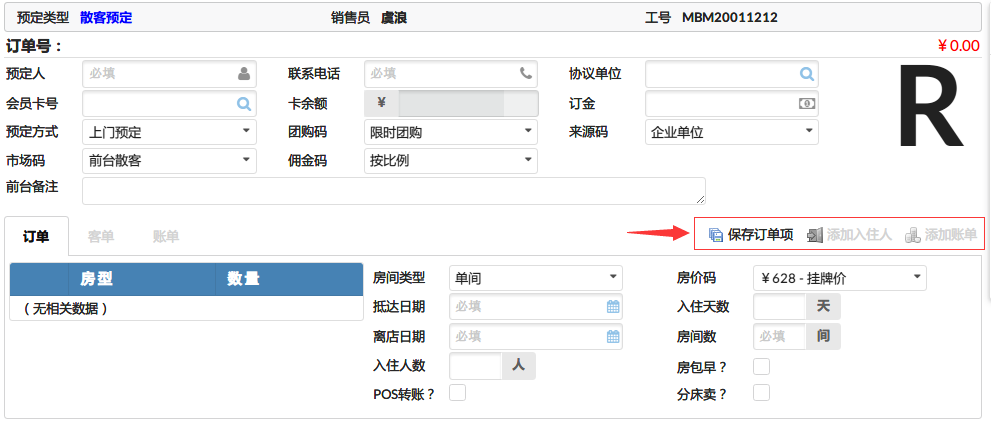 预定类型 散客预定 销售员 虞浪 工号 MBM20011212
订单号： ￥0.00
预定人 必填 联系电话 必填 协议单位
R
会员卡号 卡余额 ￥ 订金
预定方式 上门预定 团购码 限时团购 来源码 企业单位
市场码 前台散客 佣金码 按比例
前台备注
订单 客单 账单 保存订单项 添加入住人 添加账单
房型 数量 房间类型 单间 房价码 ￥628 - 挂牌价
（无相关数据） 抵达日期 必填 入住天数 天
离店日期 必填 房间数 必填 间
入住人数 人 房包早？
POS转账？ 分床卖？